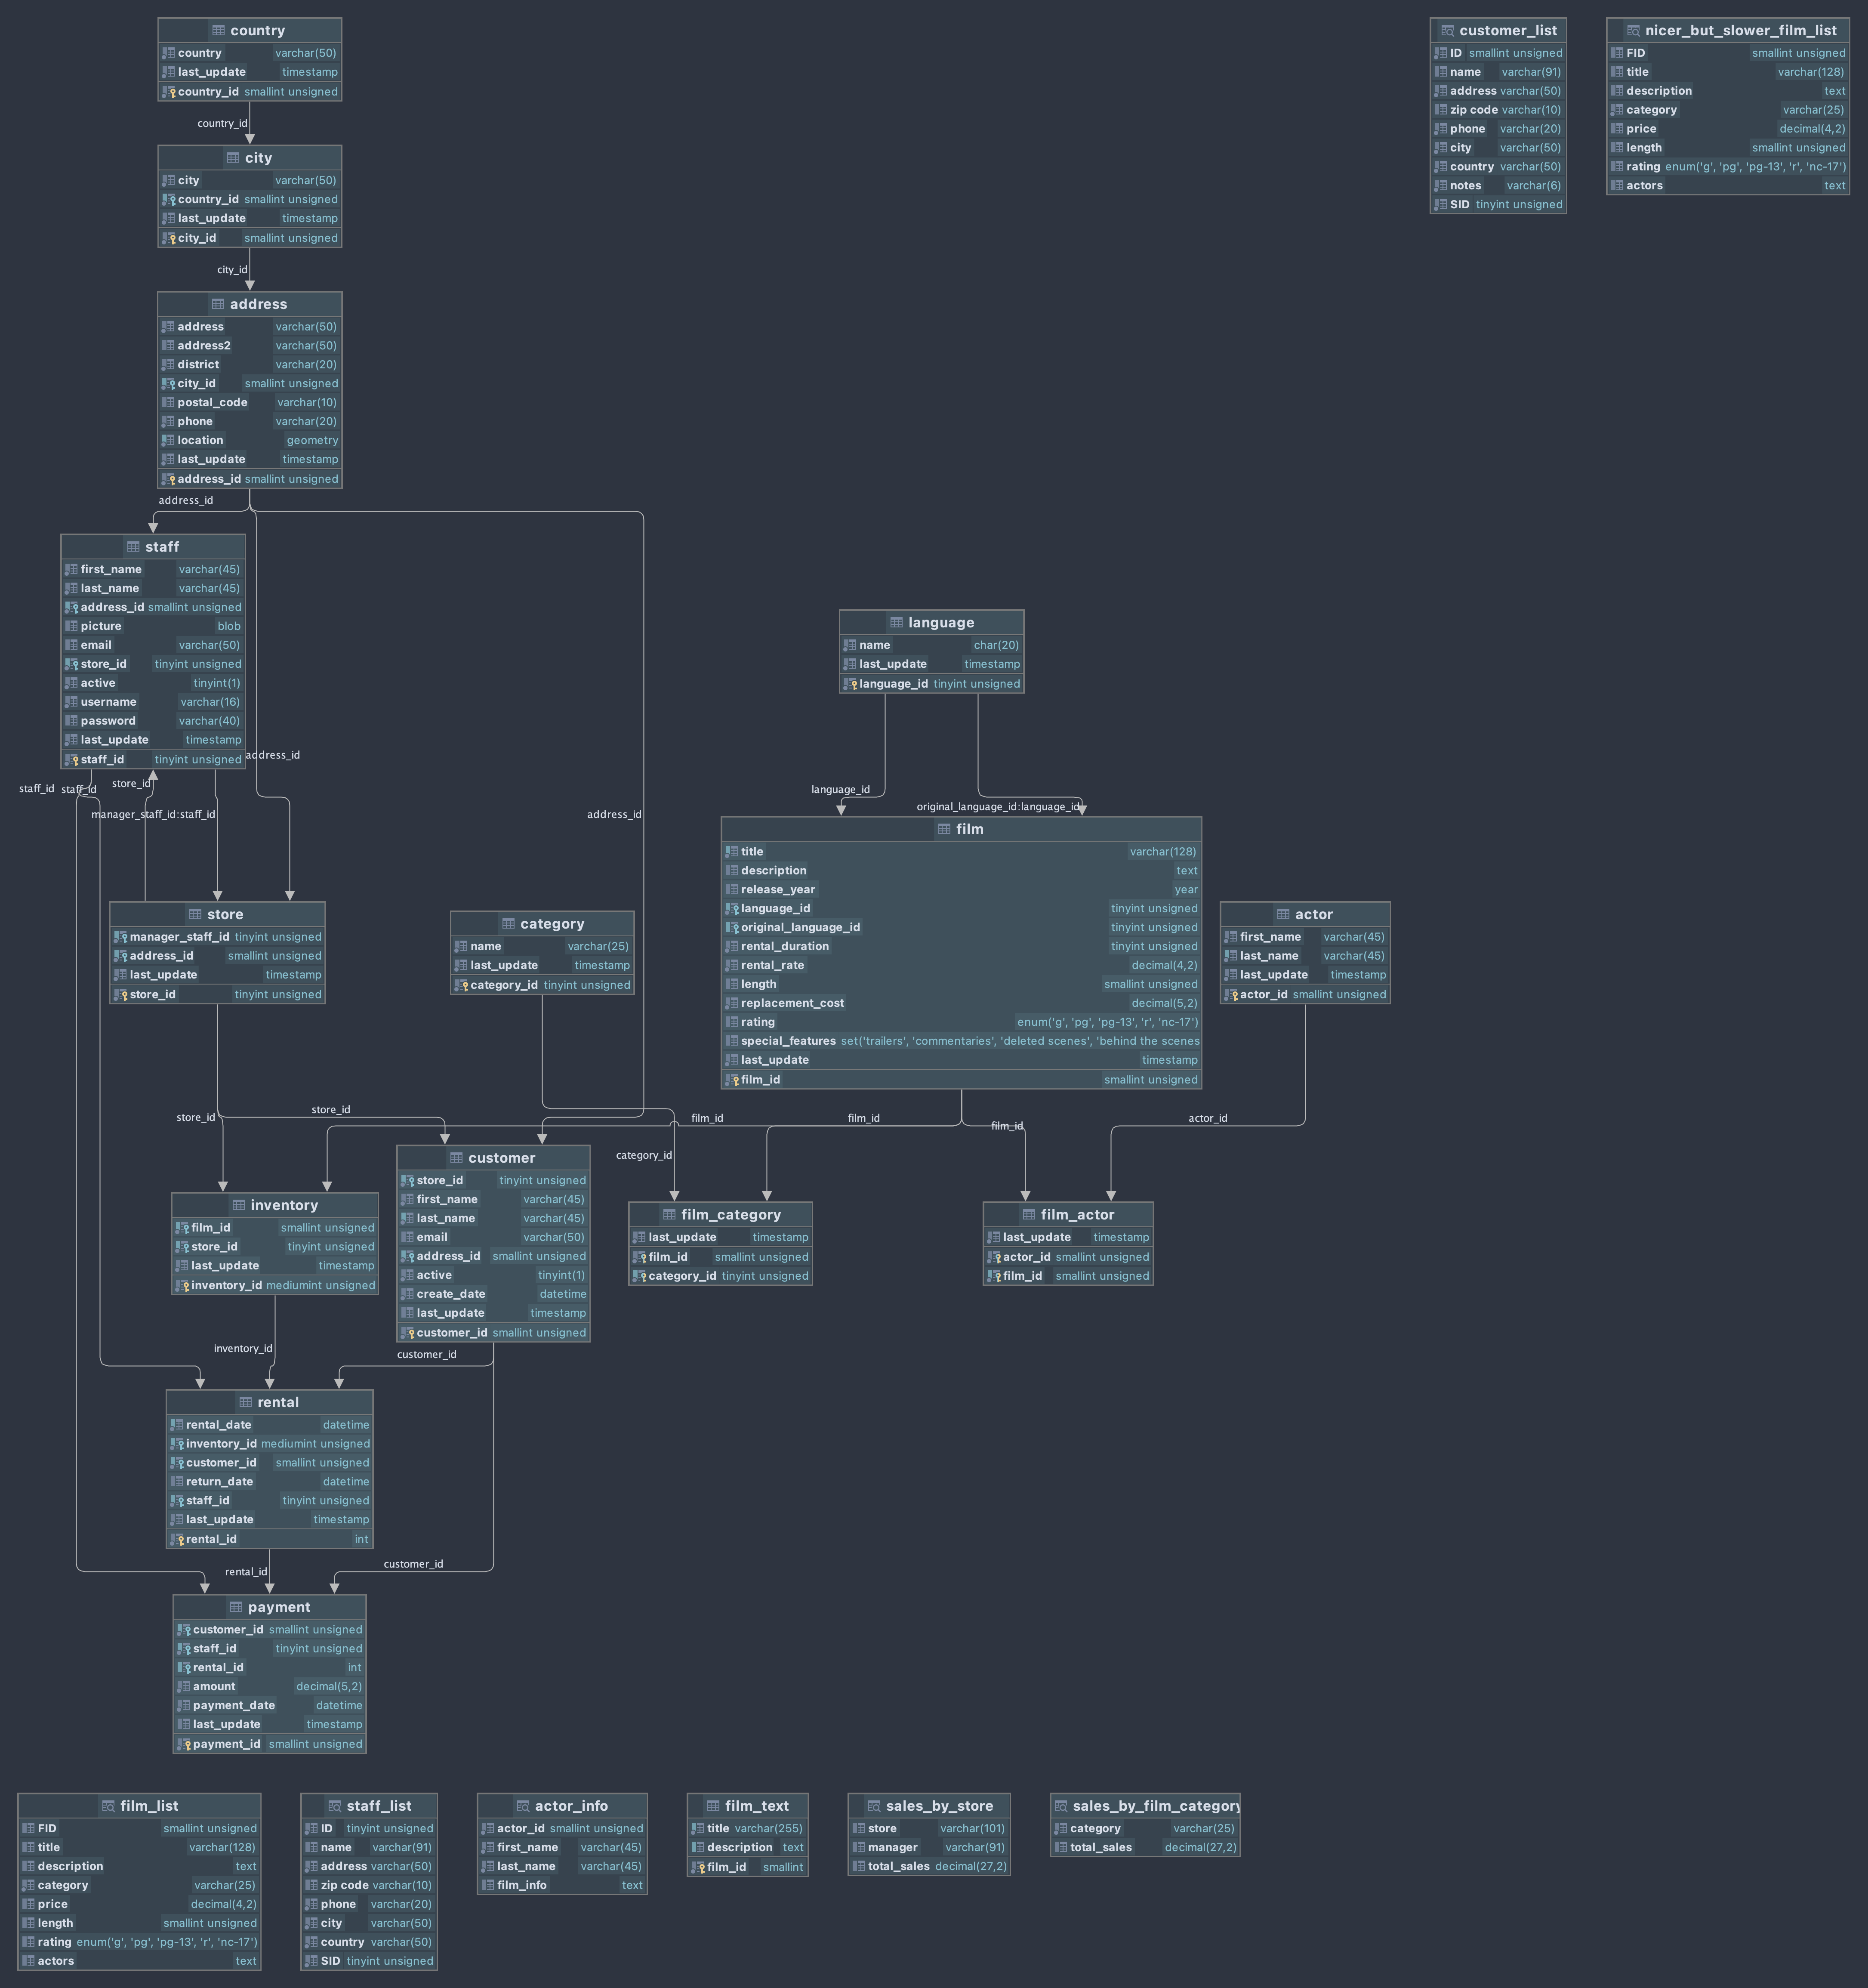 country
country varchar(50)
last_update timestamp
country_id smallint unsigned
customer_list
ID smallint unsigned
name varchar(91)
address varchar(50)
zip code varchar(10)
phone varchar(20)
city varchar(50)
country varchar(50)
notes varchar(6)
SID tinyint unsigned
nicer_but_slower_film_list
FID smallint unsigned
title varchar(128)
description text
category varchar(25)
price decimal(4,2)
length smallint unsigned
rating enum('g', 'pg', 'pg-13', 'r', 'nc-17')
actors text
country_id
city
city varchar(50)
country_id smallint unsigned
last_update timestamp
city_id smallint unsigned
city_id
address
address varchar(50)
address2 varchar(50)
district varchar(20)
city_id smallint unsigned
postal_code varchar(10)
phone varchar(20)
location geometry
last_update timestamp
address_id smallint unsigned
address_id
staff
first_name varchar(45)
last_name varchar(45)
address_id smallint unsigned
picture blob
email varchar(50)
store_id tinyint unsigned
active tinyint(1)
username varchar(16)
password varchar(40)
last_update timestamp
staff_id tinyint unsigned
address_id
language
name char(20)
last_update timestamp
language_id tinyint unsigned
staff_id
staff_id
store_id
manager_staff_id:staff_id
address_id
language_id
original_language_id:language_id
film
title varchar(128)
description text
release_year year
language_id tinyint unsigned
original_language_id tinyint unsigned
rental_duration tinyint unsigned
rental_rate decimal(4,2)
length smallint unsigned
replacement_cost decimal(5,2)
rating enum('g', 'pg', 'pg-13', 'r', 'nc-17')
special_features set('trailers', 'commentaries', 'deleted scenes', 'behind the scenes
last_update timestamp
film_id smallint unsigned
store
manager_staff_id tinyint unsigned
address_id smallint unsigned
last_update timestamp
store_id tinyint unsigned
category
name varchar(25)
last_update timestamp
category_id tinyint unsigned
actor
first_name varchar(45)
last_name varchar(45)
last_update timestamp
actor_id smallint unsigned
store_id
store_id
film_id
film_id
film_id
actor_id
category_id
customer
store_id tinyint unsigned
first_name varchar(45)
last_name varchar(45)
email varchar(50)
address_id smallint unsigned
active tinyint(1)
create_date datetime
last_update timestamp
customer_id smallint unsigned
inventory
film_id smallint unsigned
store_id tinyint unsigned
last_update timestamp
inventory_id mediumint unsigned
film_category
last_update timestamp
film_id smallint unsigned
category_id tinyint unsigned
film_actor
last_update timestamp
actor_id smallint unsigned
film_id smallint unsigned
inventory_id
customer_id
rental
rental_date datetime
inventory_id mediumint unsigned
customer_id smallint unsigned
return_date datetime
staff_id tinyint unsigned
last_update timestamp
rental_id int
rental_id
customer_id
payment
customer_id smallint unsigned
staff_id tinyint unsigned
rental_id int
amount decimal(5,2)
payment_date datetime
last_update timestamp
payment_id smallint unsigned
film_list
FID smallint unsigned
title varchar(128)
description text
category varchar(25)
price decimal(4,2)
length smallint unsigned
rating enum('g', 'pg', 'pg-13', 'r', 'nc-17')
actors text
staff_list
ID tinyint unsigned
name varchar(91)
address varchar(50)
zip code varchar(10)
phone varchar(20)
city varchar(50)
country varchar(50)
SID tinyint unsigned
actor_info
actor_id smallint unsigned
first_name varchar(45)
last_name varchar(45)
film_info text
film_text
title varchar(255)
description text
film_id smallint
sales_by_store
store varchar(101)
manager varchar(91)
total_sales decimal(27,2)
sales_by_film_category
category varchar(25)
total_sales decimal(27,2)